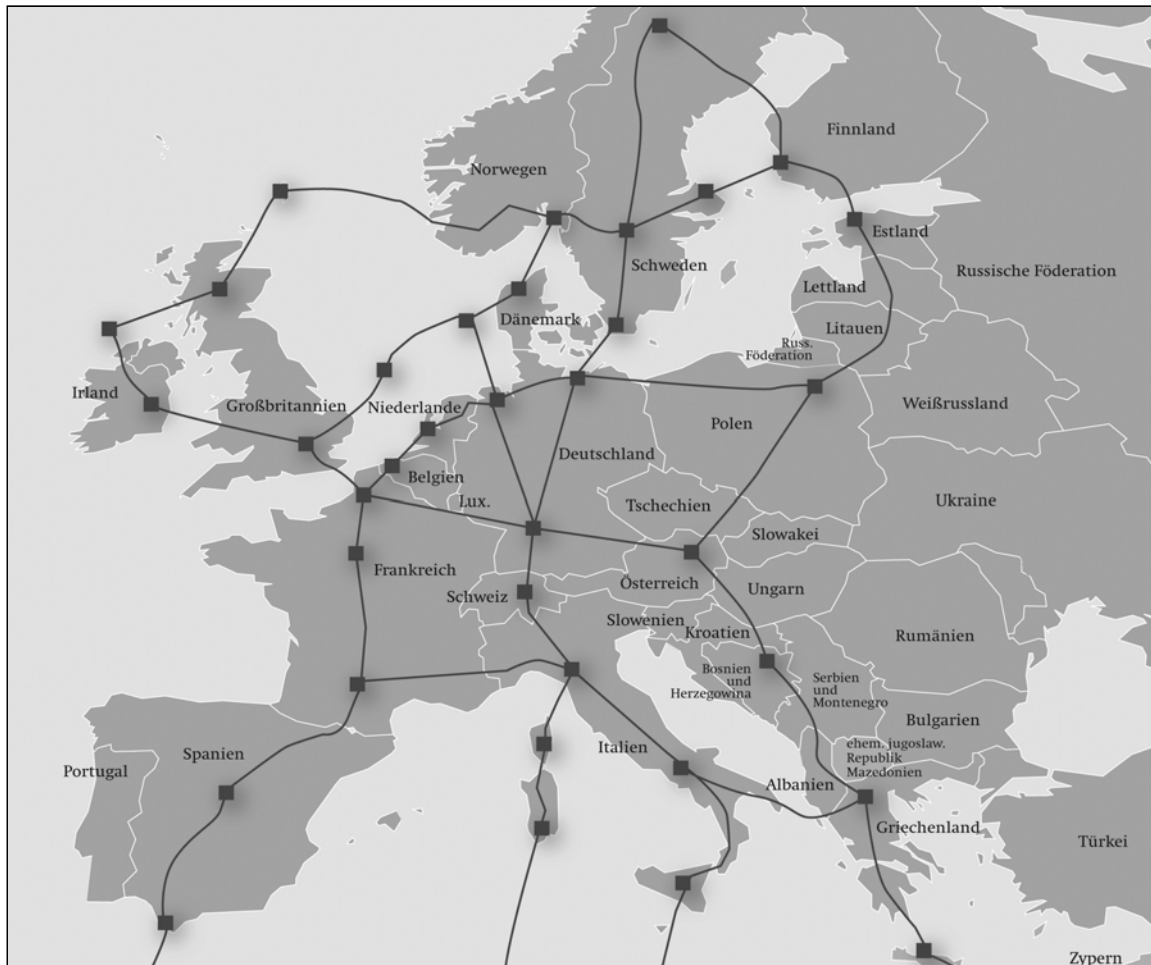 Finnland
Norwegen
Estland
Schweden
Russische Föderation
Lettland
Dänemark
Litauen
Russ.
Föderation
Irland
Großbritannien
Niederlande
Weißrussland
Polen
Deutschland
Belgien
Lux.
Tschechien
Ukraine
Slowakei
Frankreich
Österreich
Ungarn
Schweiz
Slowenien
Kroatien
Rumänien
Bosnien
und
Herzegowina
Serbien
und
Montenegro
Bulgarien
Spanien
Italien
ehem. jugoslaw.
Republik
Mazedonien
Portugal
Albanien
Griechenland
Türkei
Zypern